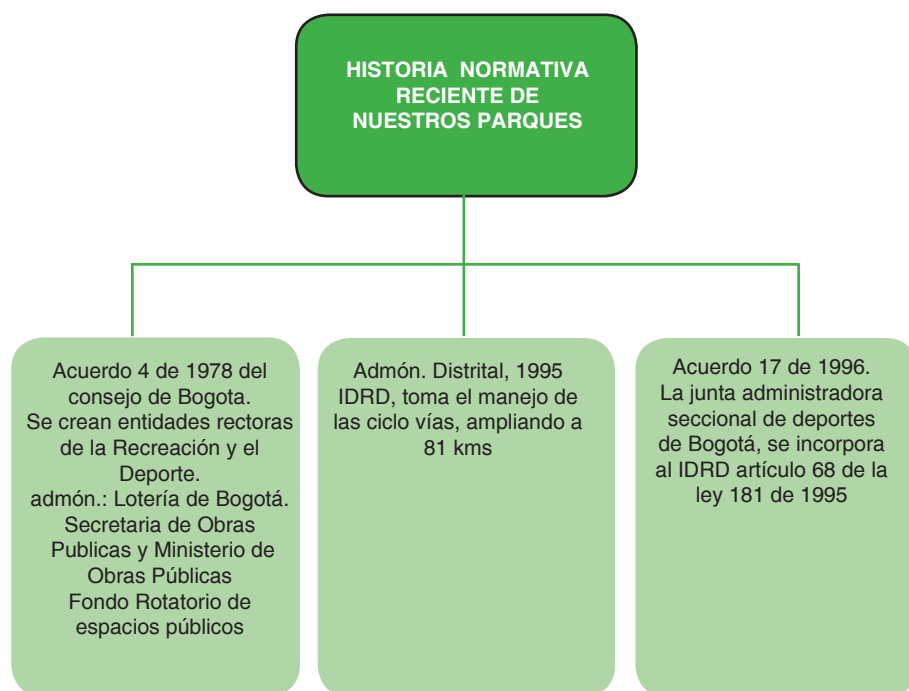 HISTORIA NORMATIVA
RECIENTE DE
NUESTROS PARQUES
Acuerdo 4 de 1978 del
consejo de Bogota.
Se crean entidades rectoras
de la Recreación y el
Deporte.
admón.: Lotería de Bogotá.
Secretaria de Obras
Publicas y Ministerio de
Obras Públicas
Fondo Rotatorio de
espacios públicos
Admón. Distrital, 1995
IDRD, toma el manejo de
las ciclo vías, ampliando a
81 kms
Acuerdo 17 de 1996.
La junta administradora
seccional de deportes
de Bogotá, se incorpora
al IDRD artículo 68 de la
ley 181 de 1995